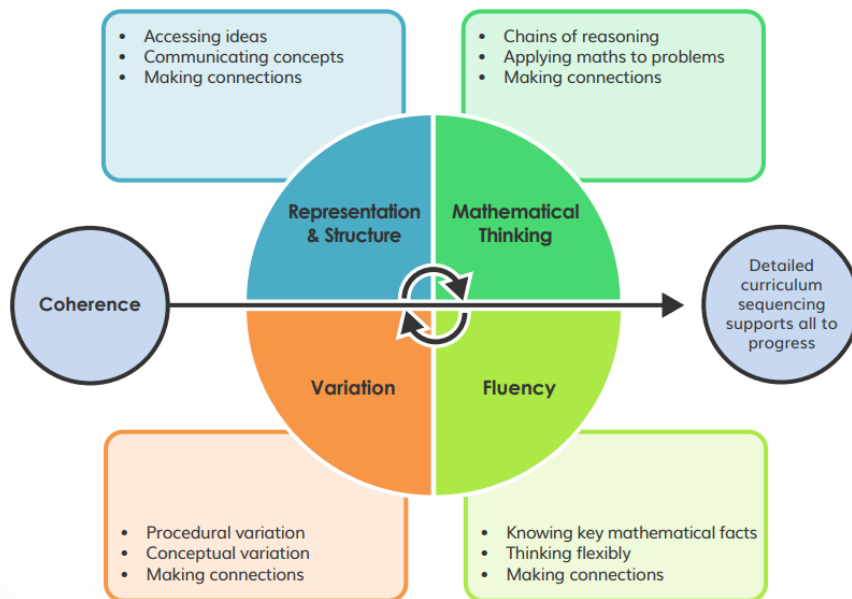 • Accessing ideas
• Communicating concepts
• Making connections
• Chains of reasoning
• Applying maths to problems
• Making connections
Representation
& Structure
Mathematical
Thinking
Coherence
Detailed
curriculum
sequencing
supports all to
progress
Variation
Fluency
• Procedural variation
• Conceptual variation
• Making connections
• Knowing key mathematical facts
• Thinking flexibly
• Making connections